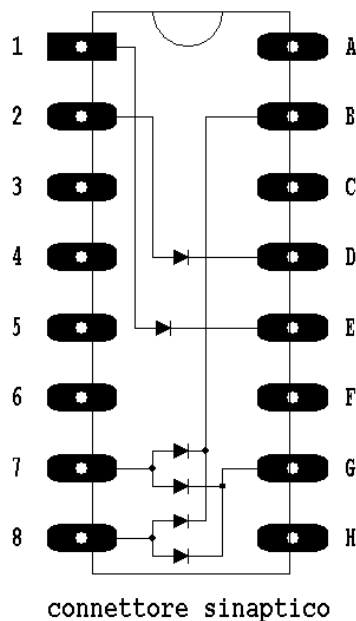 1 A
2 B
3 C
4 D
5 E
6 F
7 G
8 H
connettore sinaptico